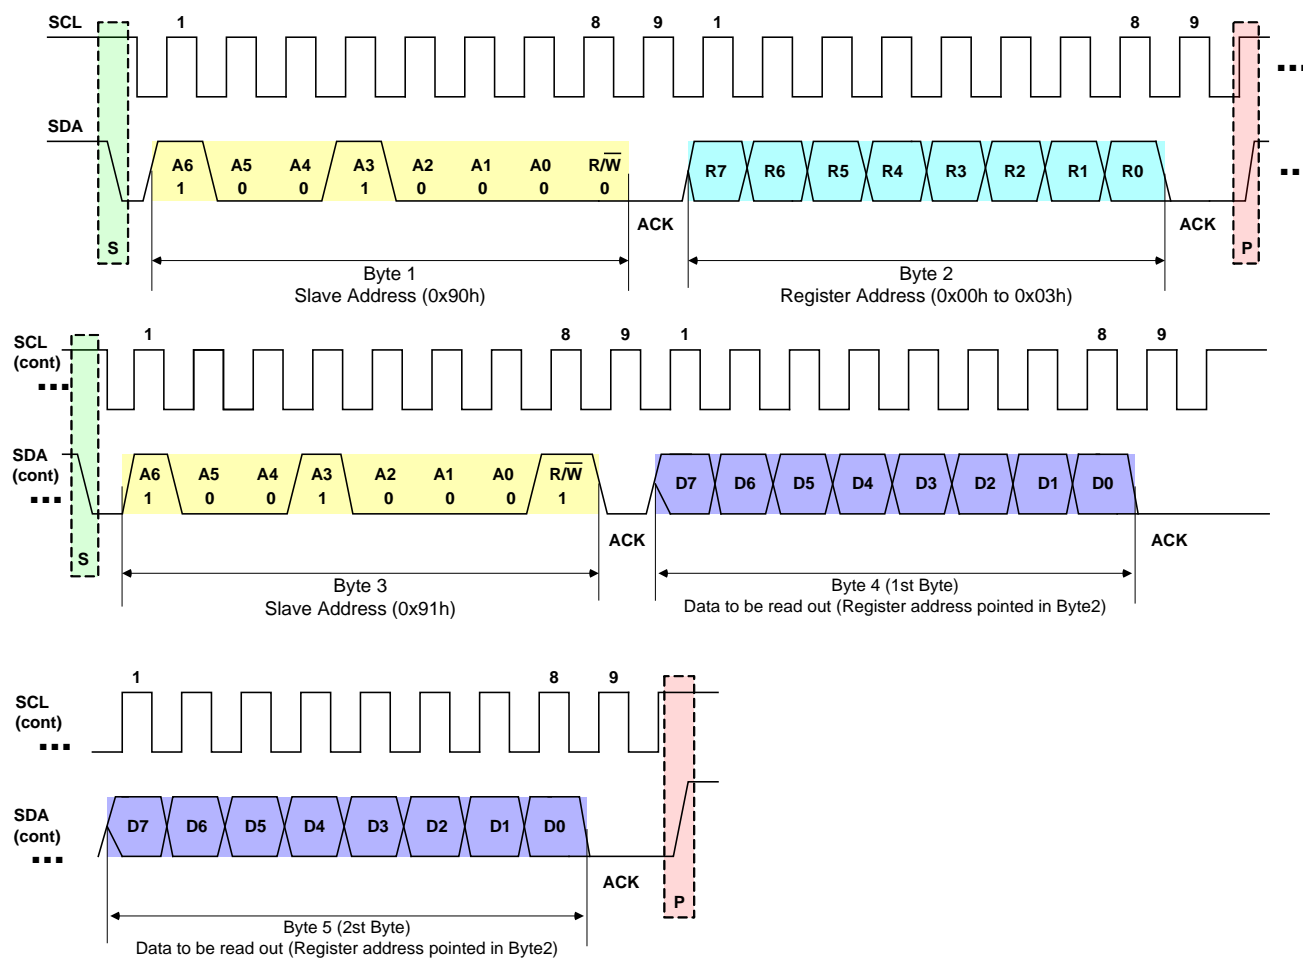 SCL 1 8 9 1 8 9
SDA
A6 A5 A4 A3 A2 A1 A0 R/W̅ R7 R6 R5 R4 R3 R2 R1 R0
1 0 0 1 0 0 0 0
ACK ACK
S P
Byte 1 Byte 2
Slave Address (0x90h) Register Address (0x00h to 0x03h)
1 8 9 1 8 9
SCL
(cont)
SDA
(cont)
A6 A5 A4 A3 A2 A1 A0 R/W̅ D7 D6 D5 D4 D3 D2 D1 D0
1 0 0 1 0 0 0 1
ACK ACK
S
Byte 3 Byte 4 (1st Byte)
Slave Address (0x91h) Data to be read out (Register address pointed in Byte2)
1 8 9
SCL
(cont)
SDA
(cont)
D7 D6 D5 D4 D3 D2 D1 D0
ACK
P
Byte 5 (2st Byte)
Data to be read out (Register address pointed in Byte2)